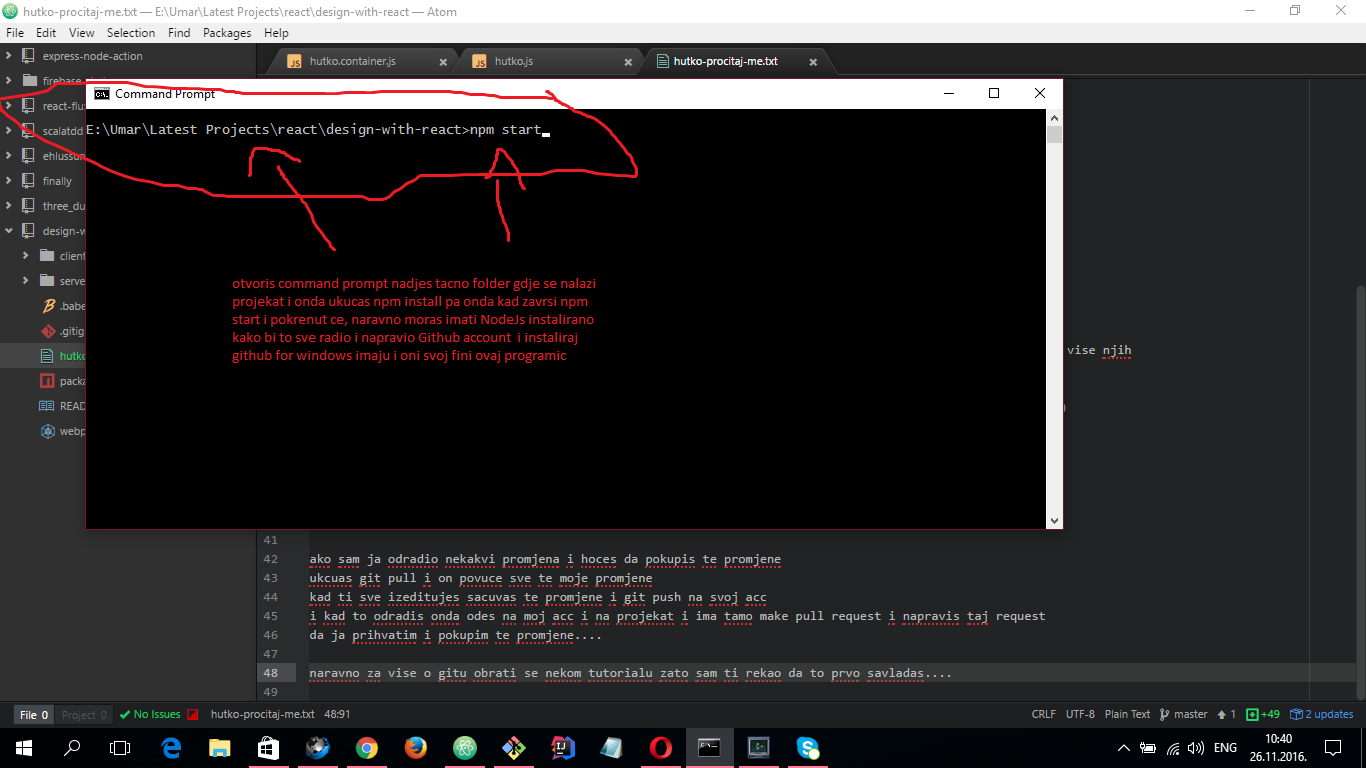 hutko-procitaj-me.txt — E:\Umar\Latest Projects\react\design-with-react — Atom
File Edit View Selection Find Packages Help
express-node-action
hutko.container.js
hutko.js
hutko-procitaj-me.txt
Command Prompt
react-flu
scalatdd
ehlussun
finally
three_du
design-w
client
serve
.babe
.gitig
hutko
packa
READ
webp
E:\Umar\Latest Projects\react\design-with-react>npm start
otvoris command prompt nadjes tacno folder gdje se nalazi
projekat i onda ukucas npm install pa onda kad zavrsi npm
start i pokrenut ce, naravno moras imati NodeJs instalirano
kako bi to sve radio i napravio Github account i instaliraj
github for windows imaju i oni svoj fini ovaj programic
vise njih
41
42 ako sam ja odradio nekakvi promjena i hoces da pokupis te promjene
43 ukcuas git pull i on povuce sve te moje promjene
44 kad ti sve izeditujes sacuvas te promjene i git push na svoj acc
45 i kad to odradis onda odes na moj acc i na projekat i ima tamo make pull request i napravis taj request
46 da ja prihvatim i pokupim te promjene....
47
48 naravno za vise o gitu obrati se nekom tutorialu zato sam ti rekao da to prvo savladas....
49
File 0 Project 0 No Issues hutko-procitaj-me.txt 48:91 CRLF UTF-8 Plain Text master 1 +49 2 updates
ENG 10:40
26.11.2016.